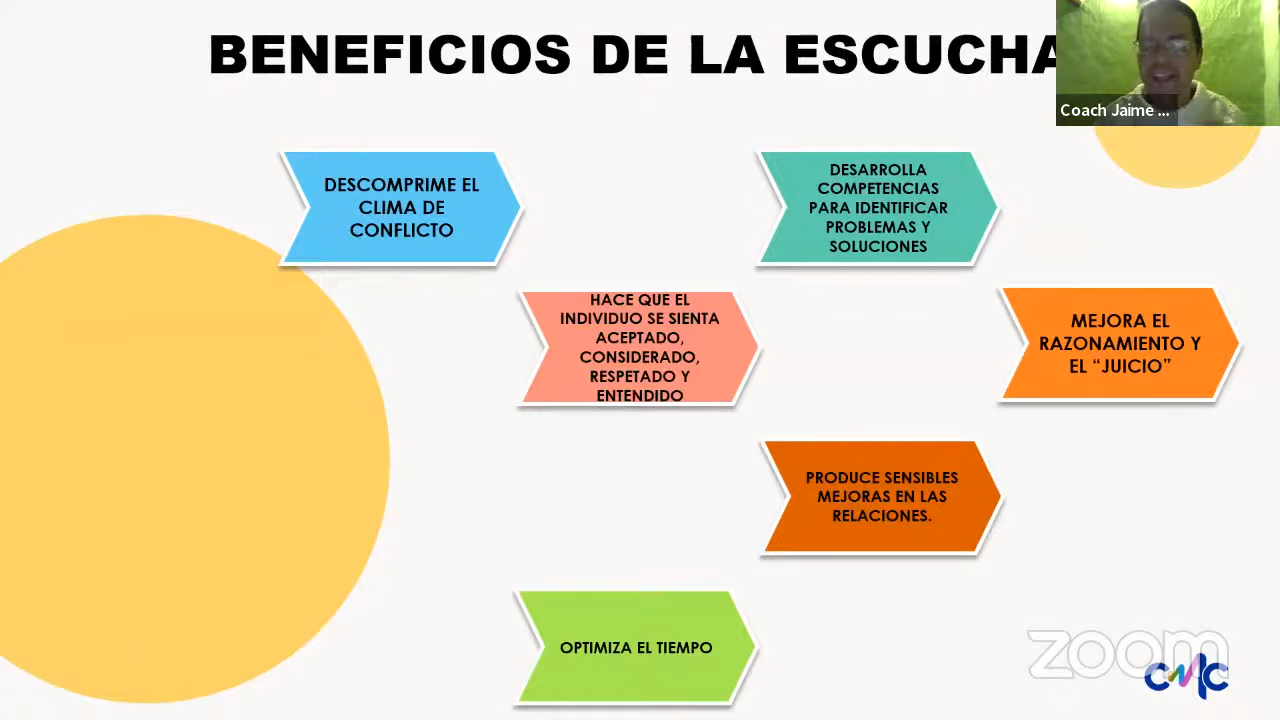 BENEFICIOS DE LA ESCUCHA
Coach Jaime ...
DESCOMPRIME EL
CLIMA DE
CONFLICTO
DESARROLLA
COMPETENCIAS
PARA IDENTIFICAR
PROBLEMAS Y
SOLUCIONES
HACE QUE EL
INDIVIDUO SE SIENTA
ACEPTADO,
CONSIDERADO,
RESPETADO Y
ENTENDIDO
MEJORA EL
RAZONAMIENTO Y
EL “JUICIO”
PRODUCE SENSIBLES
MEJORAS EN LAS
RELACIONES.
OPTIMIZA EL TIEMPO
zoom
cmc